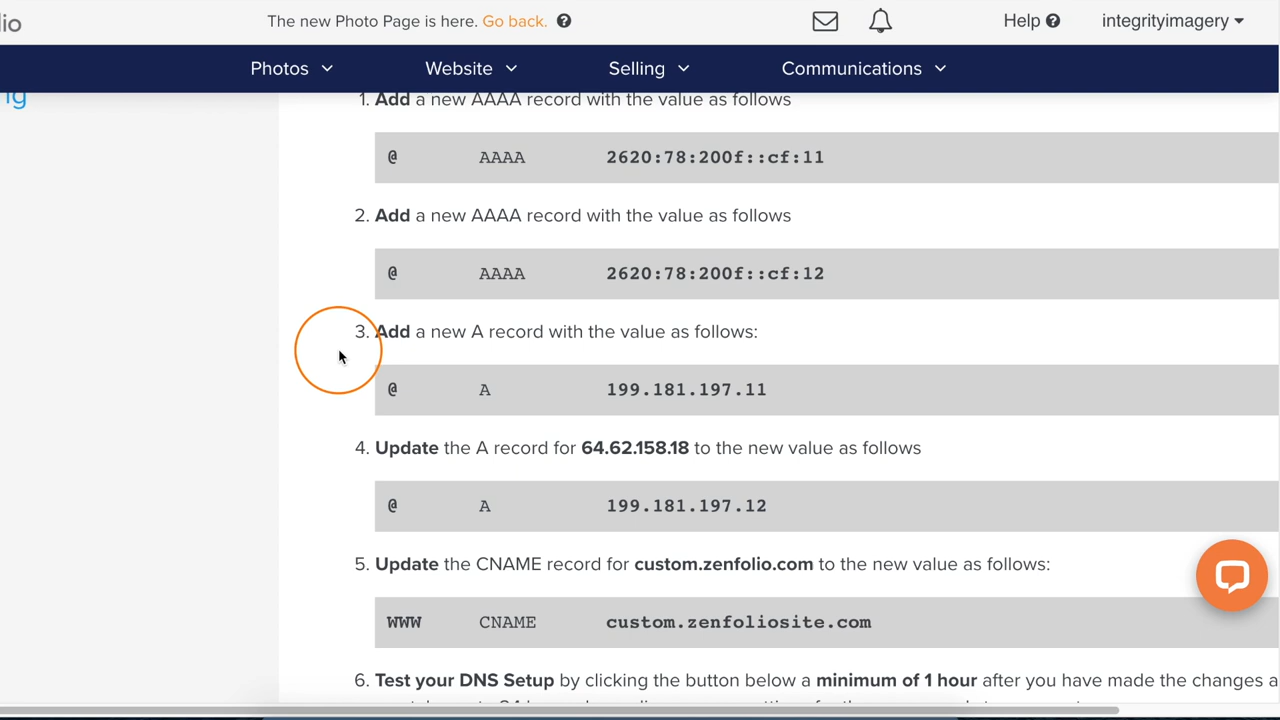 lio
The new Photo Page is here. Go back.
Help
integrityimagery
Photos
Website
Selling
Communications
ng
1. Add a new AAAA record with the value as follows
@ AAAA 2620:78:200f::cf:11
2. Add a new AAAA record with the value as follows
@ AAAA 2620:78:200f::cf:12
3. Add a new A record with the value as follows:
@ A 199.181.197.11
4. Update the A record for 64.62.158.18 to the new value as follows
@ A 199.181.197.12
5. Update the CNAME record for custom.zenfolio.com to the new value as follows:
WWW CNAME custom.zenfoliosite.com
6. Test your DNS Setup by clicking the button below a minimum of 1 hour after you have made the changes a